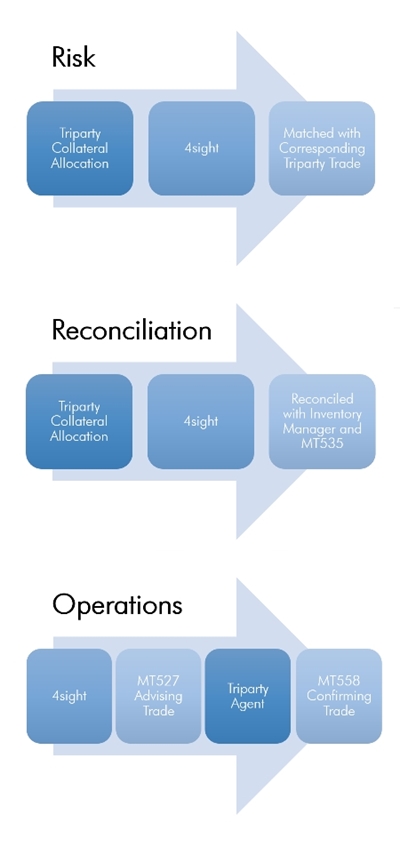 Risk
Triparty
Collateral
Allocation
4sight
Matched with
Corresponding
Triparty Trade
Reconciliation
Triparty
Collateral
Allocation
4sight
Reconciled
with Inventory
Manager and
MT535
Operations
4sight
MT527
Advising
Trade
Triparty
Agent
MT558
Confirming
Trade